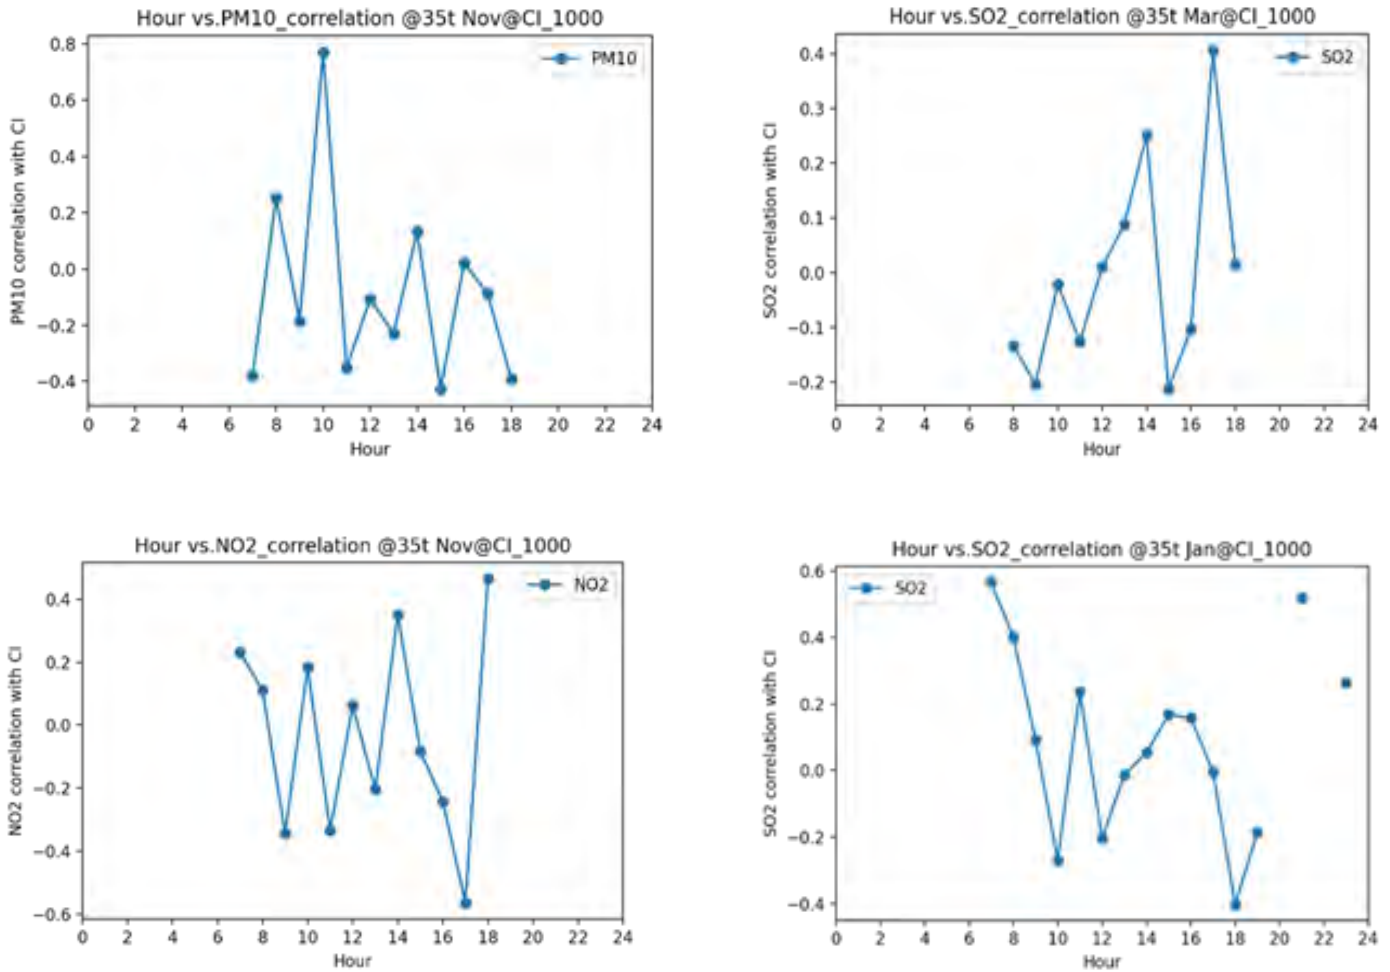 Hour vs.PM10_correlation @35t Nov@CI_1000
PM10 correlation with CI
0.8
0.6
0.4
0.2
0.0
−0.2
−0.4
PM10
0 2 4 6 8 10 12 14 16 18 20 22 24
Hour
Hour vs.SO2_correlation @35t Mar@CI_1000
SO2 correlation with CI
0.4
0.3
0.2
0.1
0.0
−0.1
−0.2
SO2
0 2 4 6 8 10 12 14 16 18 20 22 24
Hour
Hour vs.NO2_correlation @35t Nov@CI_1000
NO2 correlation with CI
0.4
0.2
0.0
−0.2
−0.4
−0.6
NO2
0 2 4 6 8 10 12 14 16 18 20 22 24
Hour
Hour vs.SO2_correlation @35t Jan@CI_1000
SO2 correlation with CI
0.6
0.4
0.2
0.0
−0.2
−0.4
SO2
0 2 4 6 8 10 12 14 16 18 20 22 24
Hour